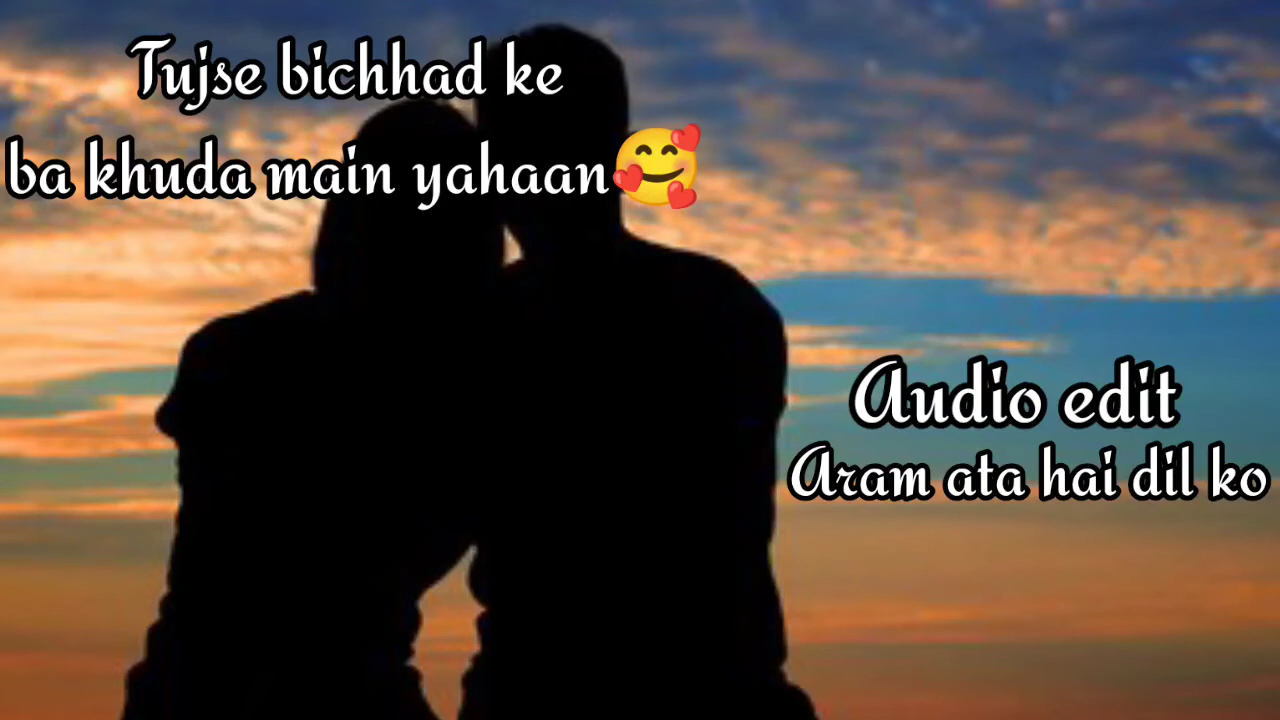 Tujse bichhad ke
ba khuda main yahaan🥰
Audio edit
Aram ata hai dil ko